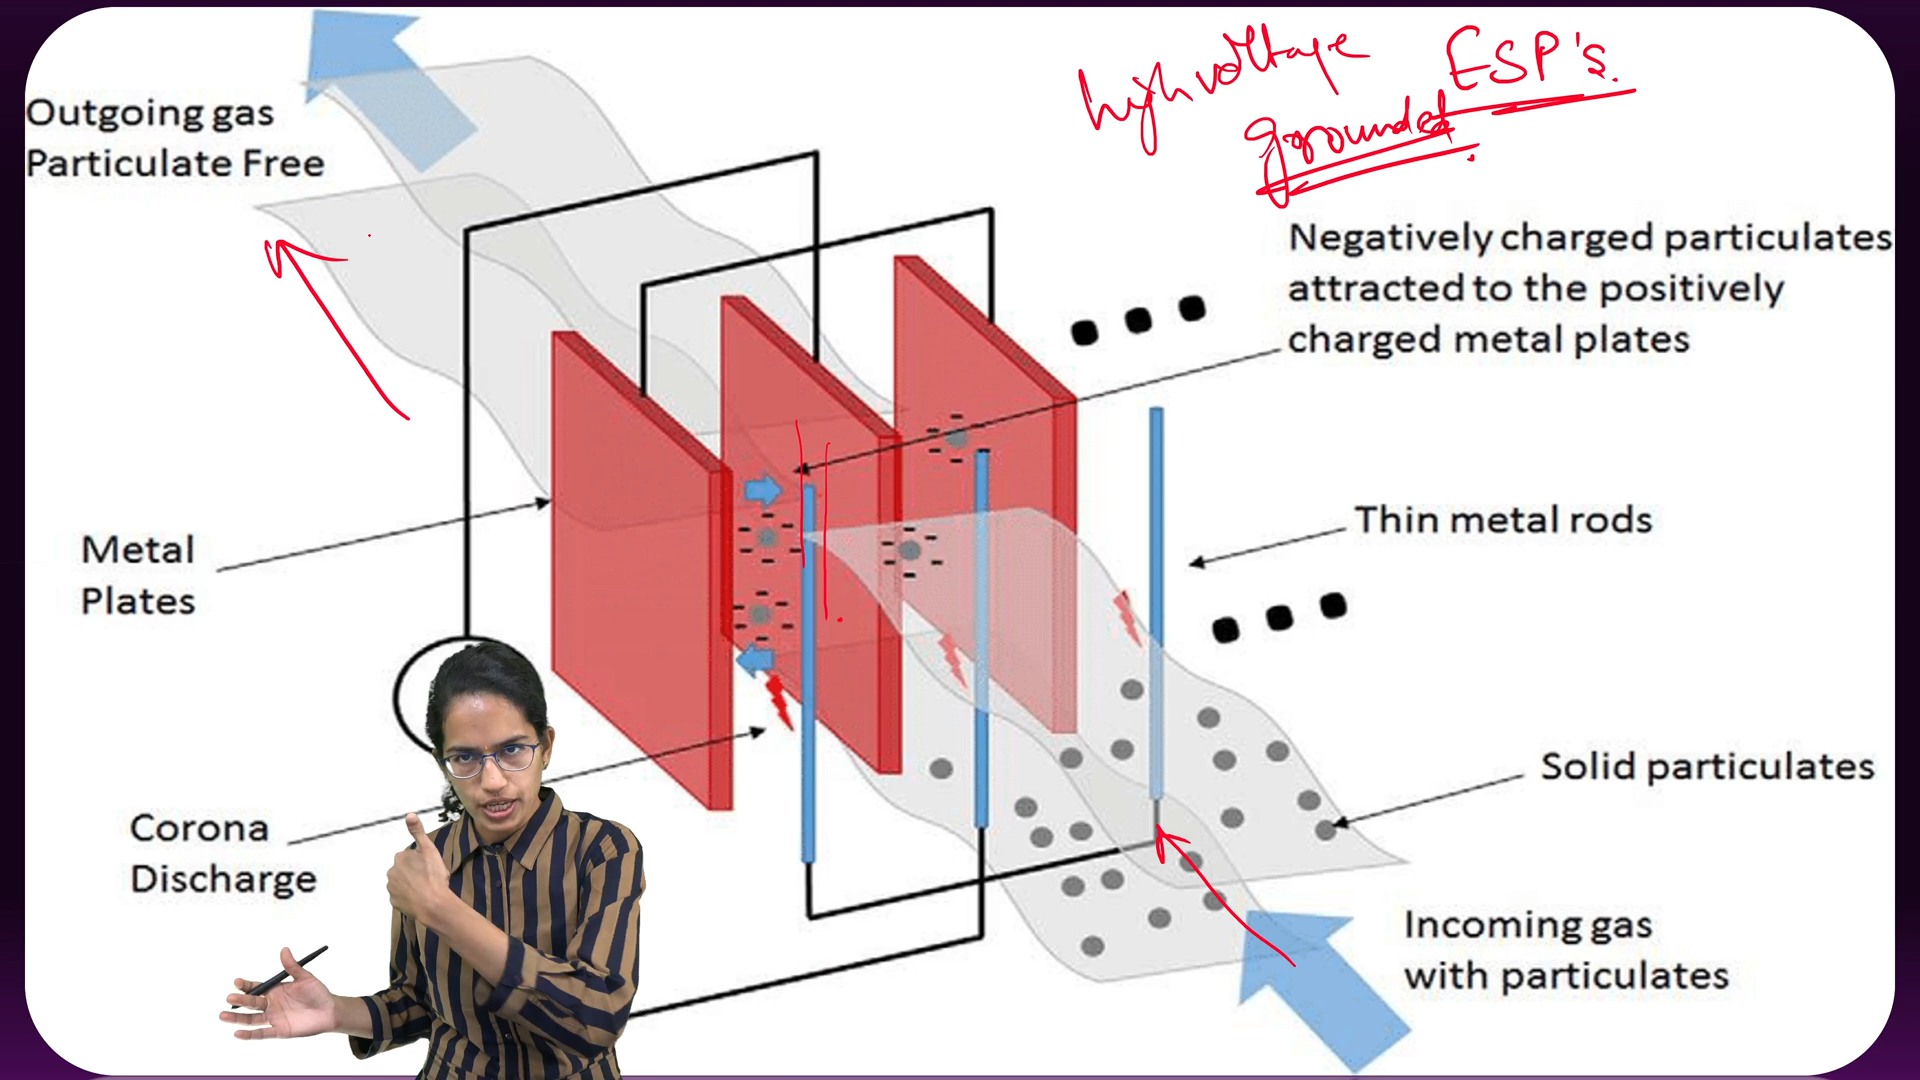 high voltage ESP's.
grounded
Outgoing gas
Particulate Free
Negatively charged particulates
attracted to the positively
charged metal plates
Metal
Plates
Thin metal rods
Solid particulates
Corona
Discharge
Incoming gas
with particulates